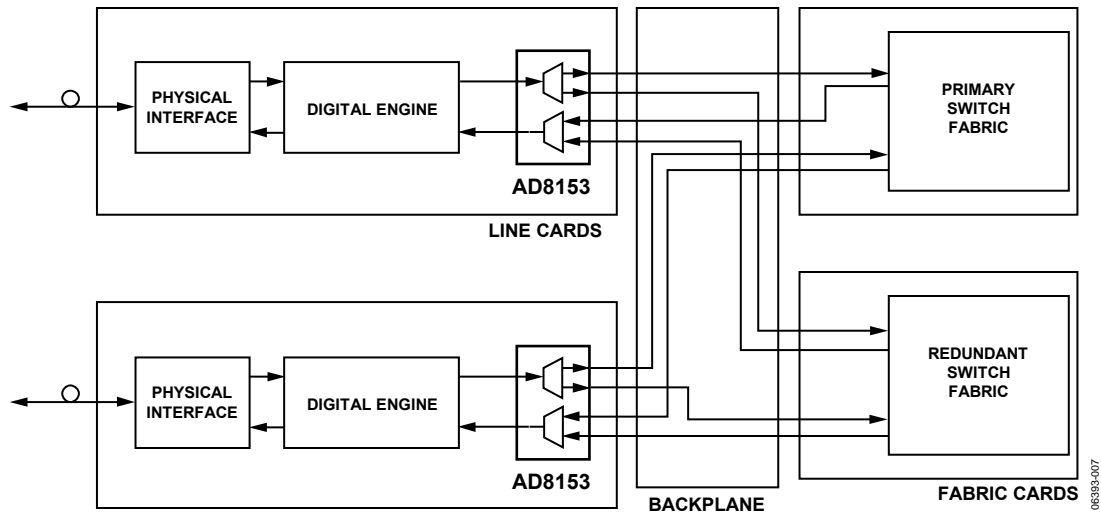 PHYSICAL
INTERFACE
DIGITAL ENGINE
AD8153
LINE CARDS
PRIMARY
SWITCH
FABRIC
PHYSICAL
INTERFACE
DIGITAL ENGINE
AD8153
BACKPLANE
REDUNDANT
SWITCH
FABRIC
FABRIC CARDS
06393-007